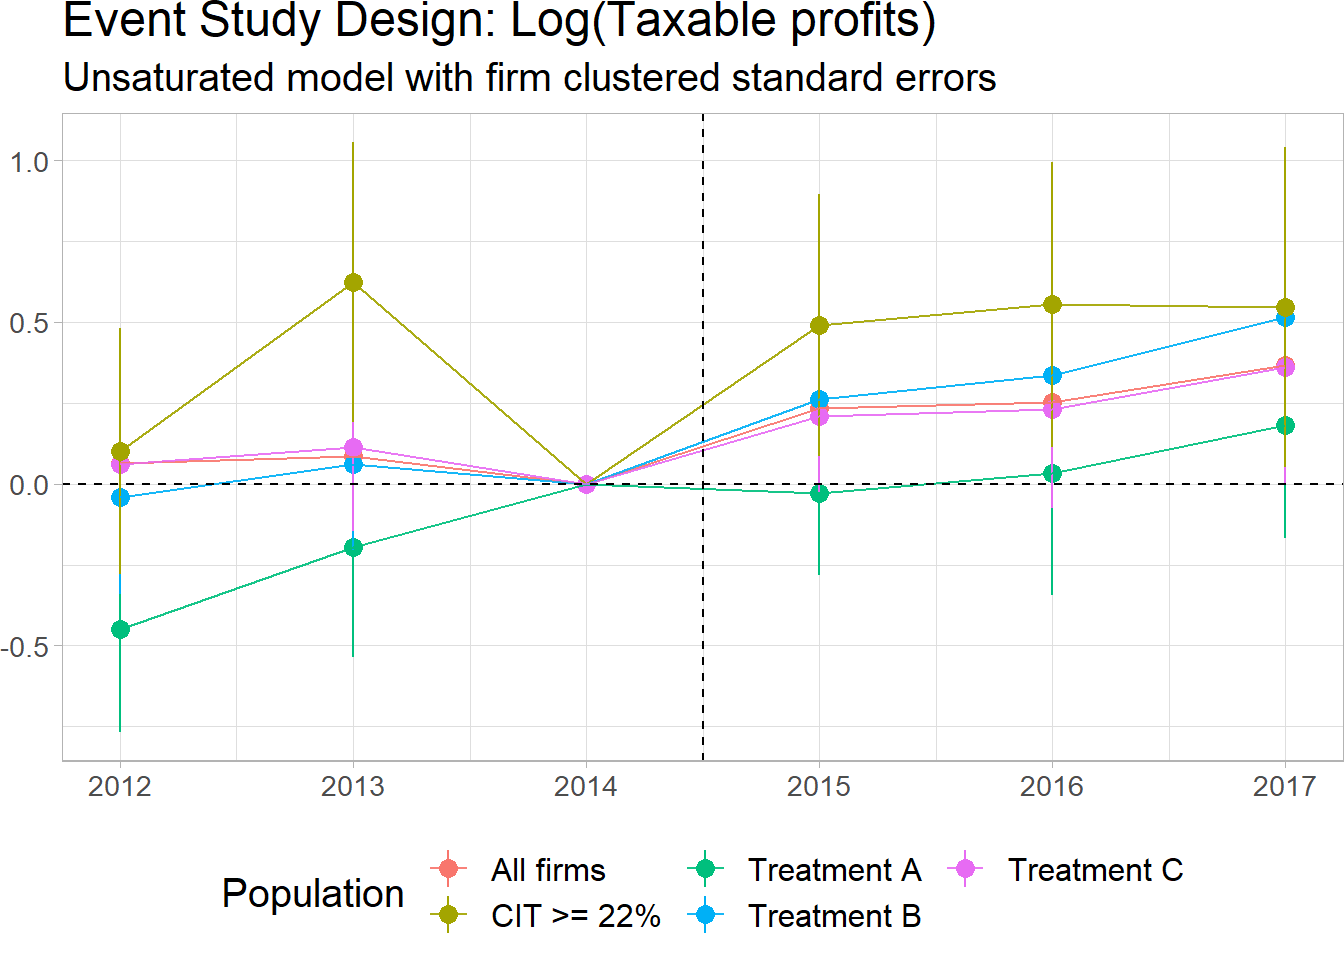 Event Study Design: Log(Taxable profits)
Unsaturated model with firm clustered standard errors
1.0
0.5
0.0
-0.5
2012 2013 2014 2015 2016 2017
Population
All firms Treatment A Treatment C
CIT >= 22% Treatment B